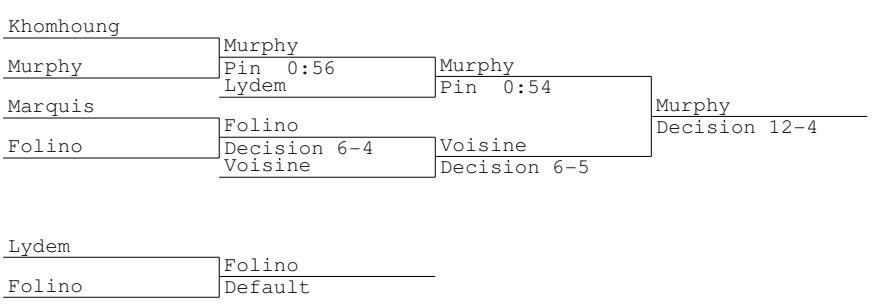 Khomhoung
Murphy
Murphy
Pin  0:56
Murphy
Lydem
Pin  0:54
Marquis
Murphy
Folino
Decision 12-4
Folino
Decision 6-4
Voisine
Voisine
Decision 6-5
Lydem
Folino
Folino
Default